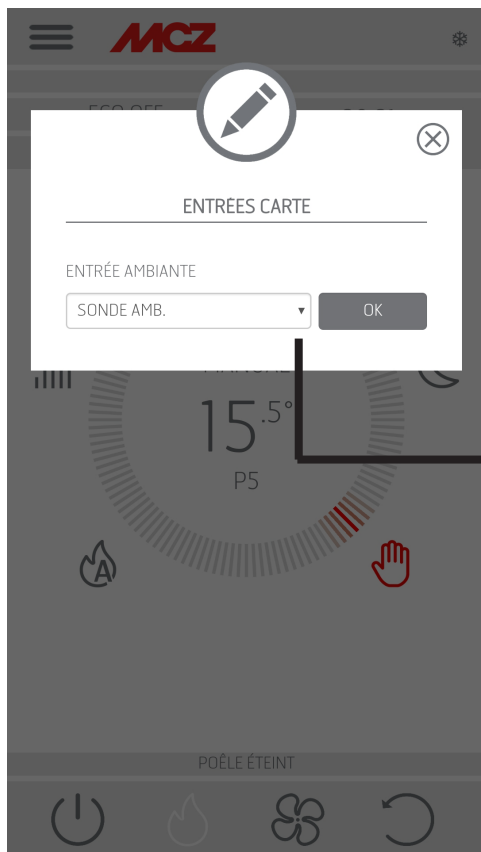 MCZ
ENTRÉES CARTE
ENTRÉE AMBIANTE
SONDE AMB.
OK
15.5°
P5
A
POÊLE ÉTEINT